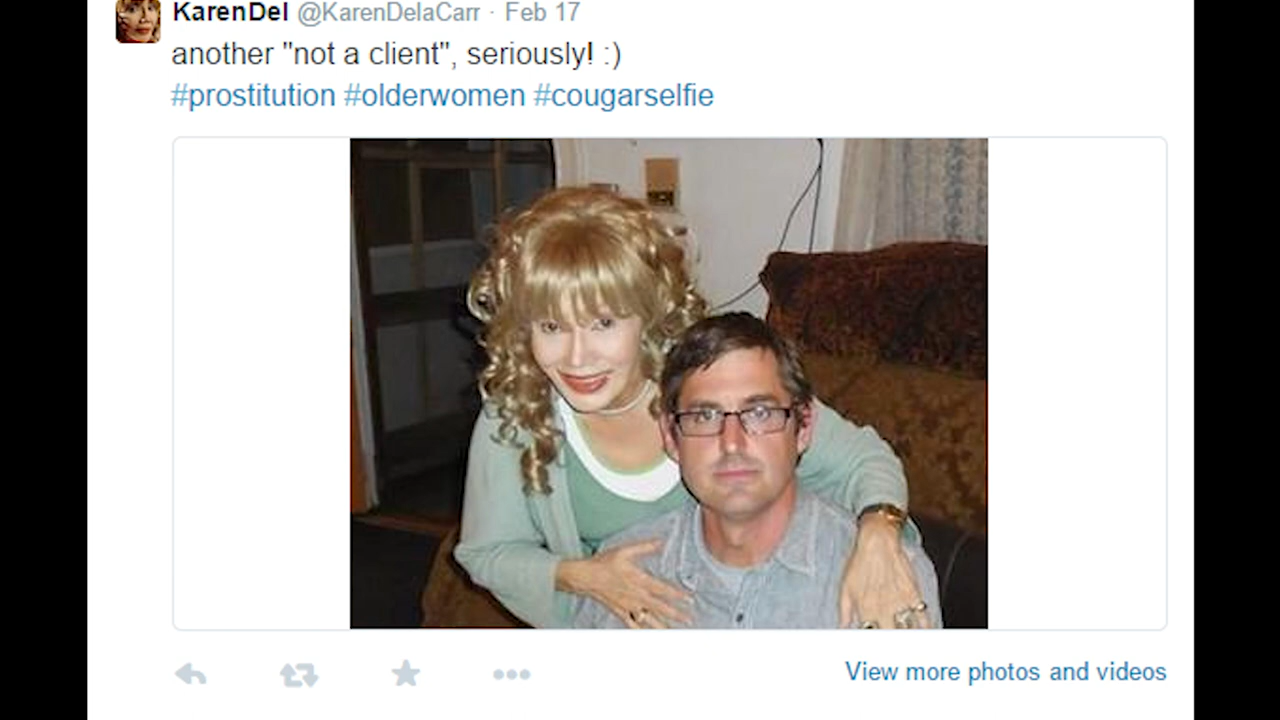 KarenDel @KarenDelaCarr · Feb 17
another "not a client", seriously! :)
#prostitution #olderwomen #cougarselfie
View more photos and videos